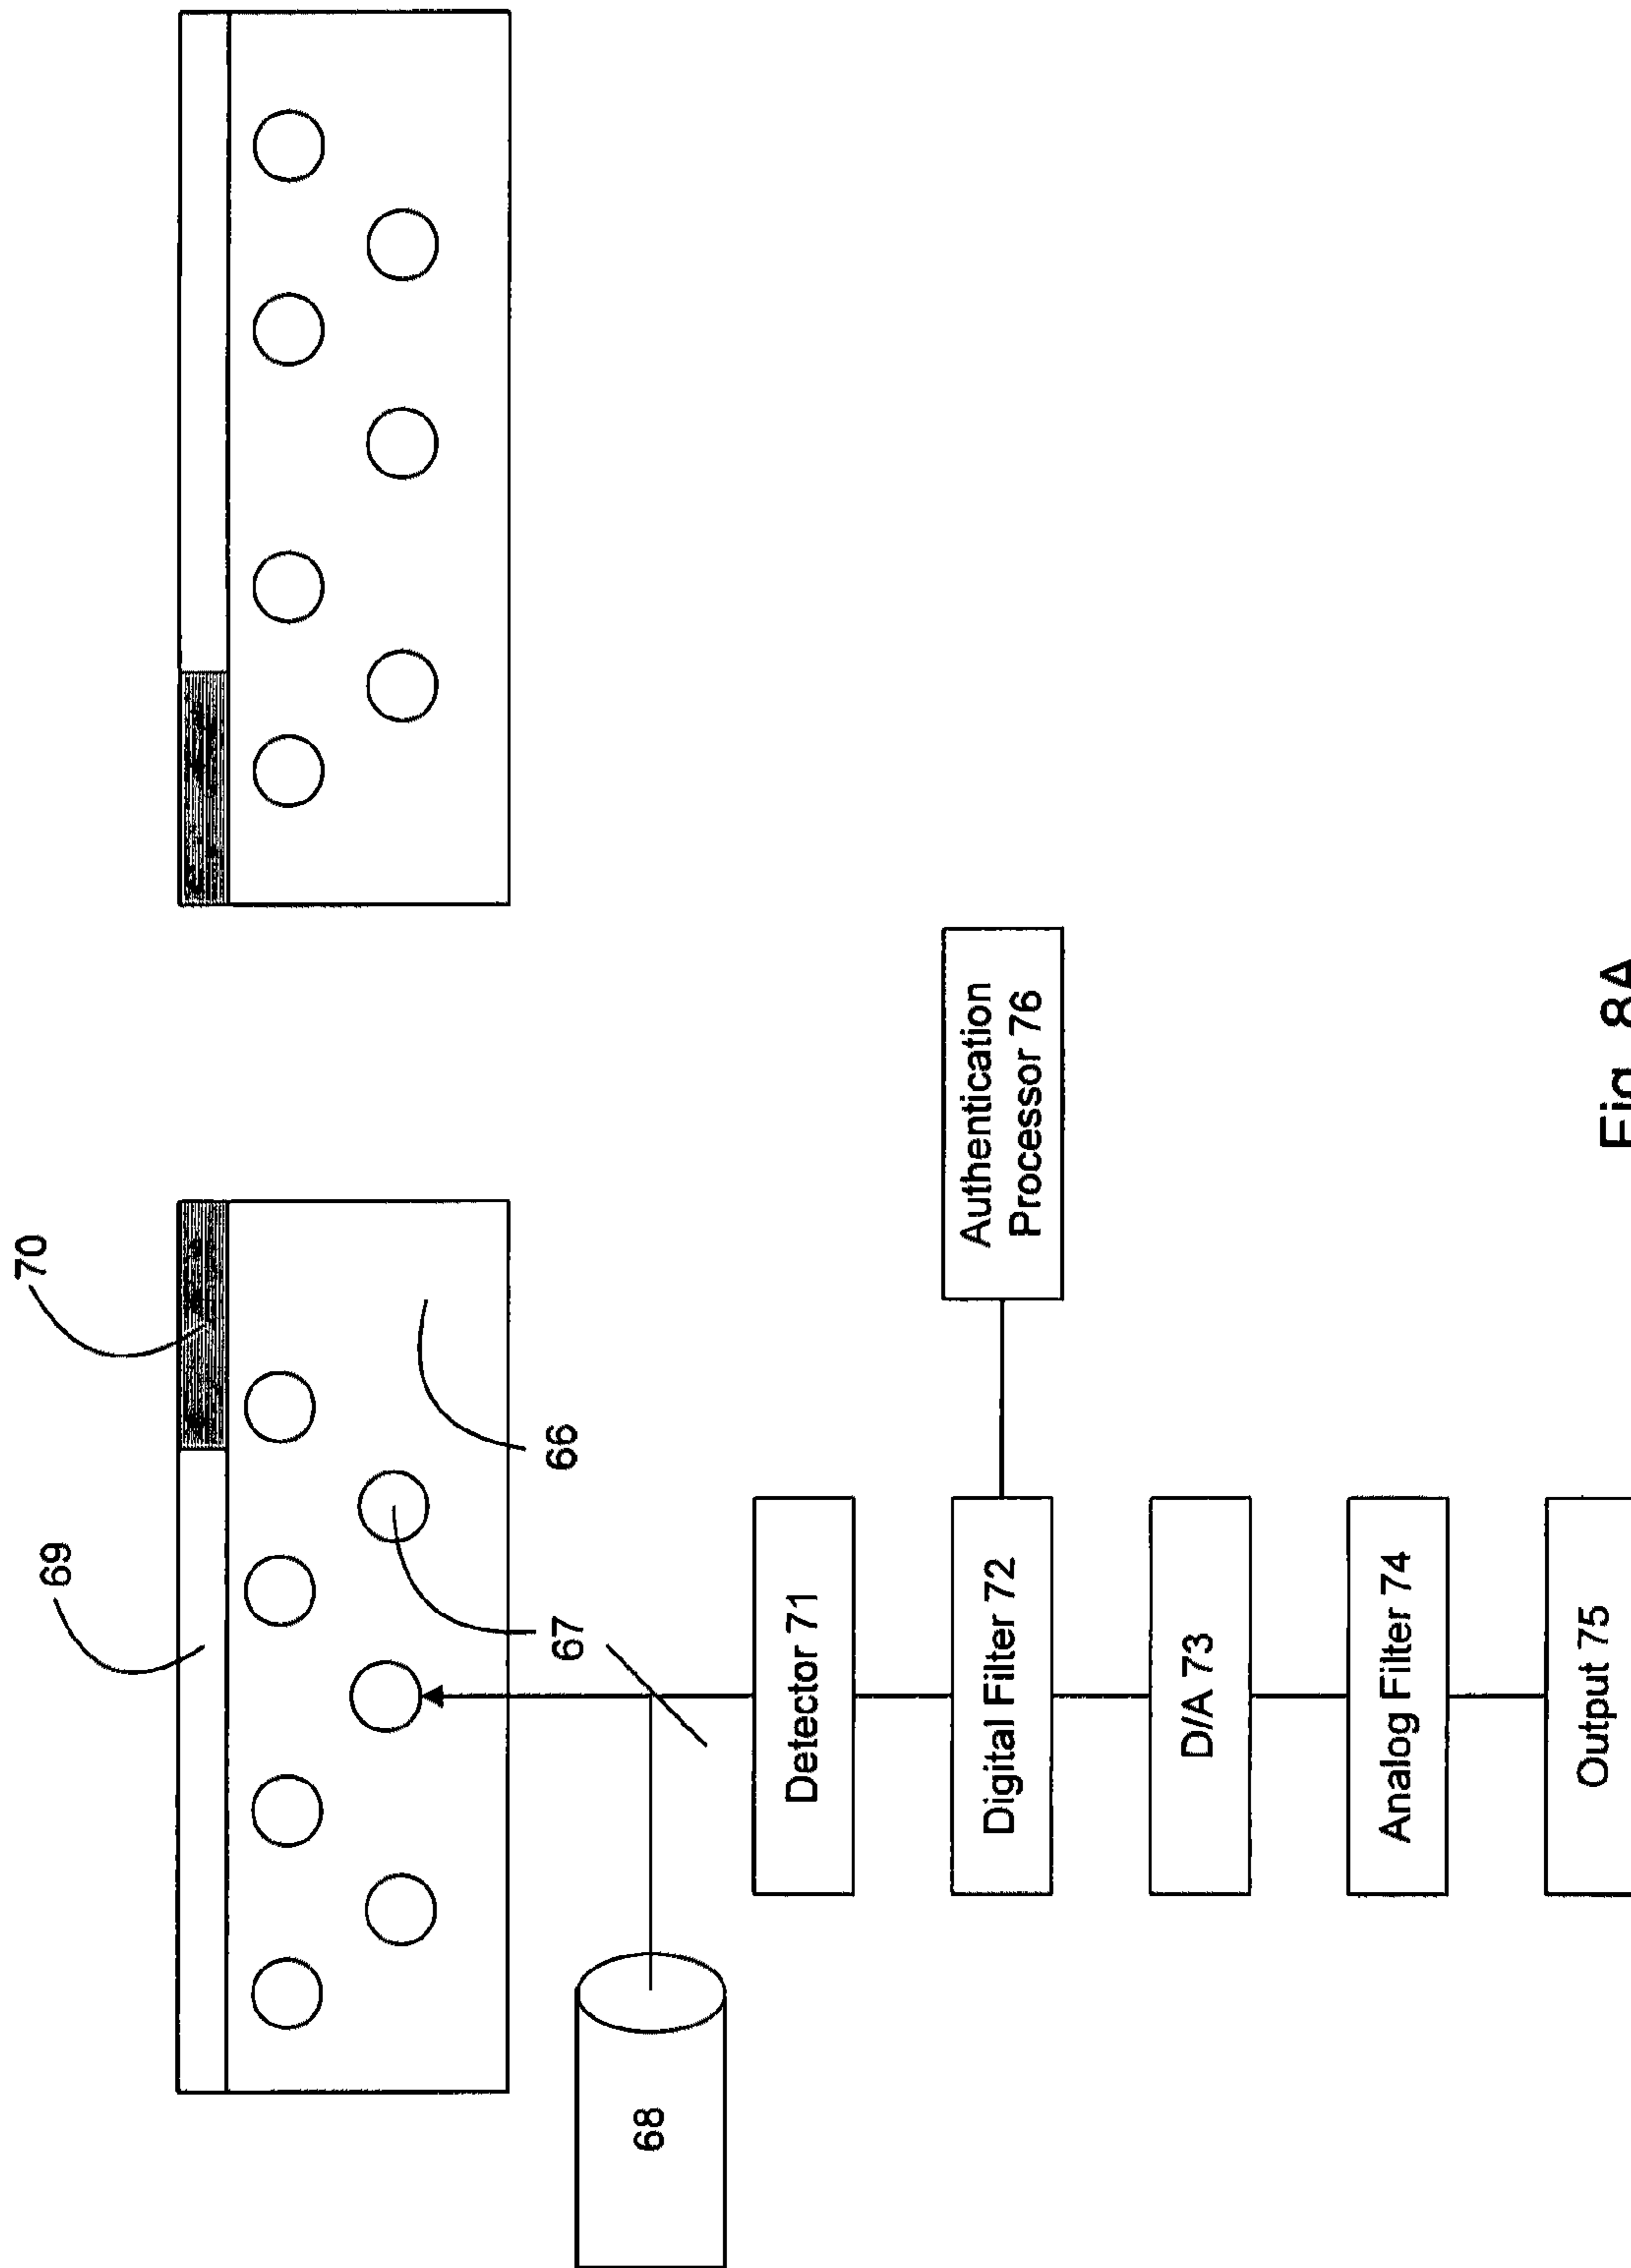 70
69
66
67
68
Detector 71
Digital Filter 72
Authentication
Processor 76
D/A 73
Analog Filter 74
Output 75
Fig. 8A